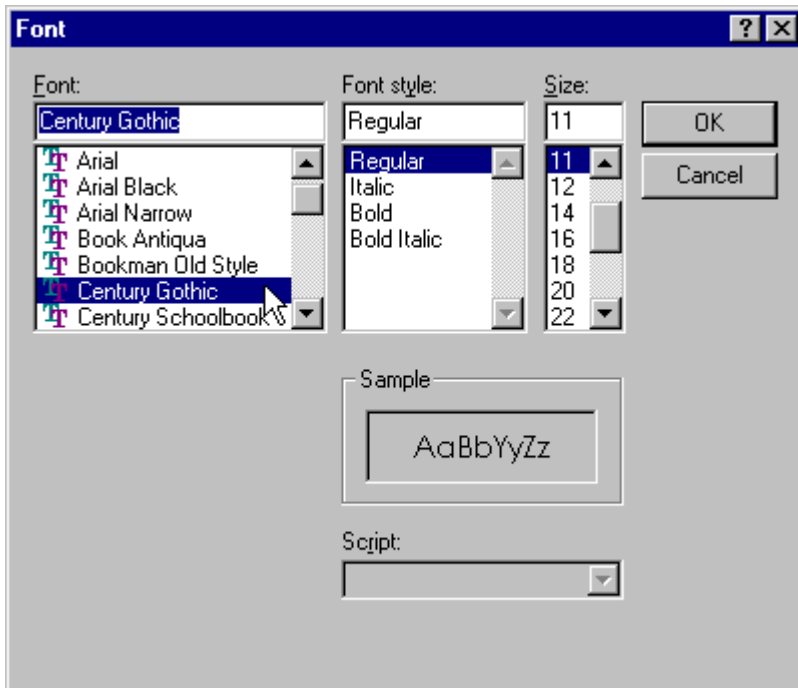 Font
Font:
Font style:
Size:
Century Gothic
Regular
11
OK
Cancel
Arial
Arial Black
Arial Narrow
Book Antiqua
Bookman Old Style
Century Gothic
Century Schoolbook
Regular
Italic
Bold
Bold Italic
11
12
14
16
18
20
22
Sample
AaBbYyZz
Script: